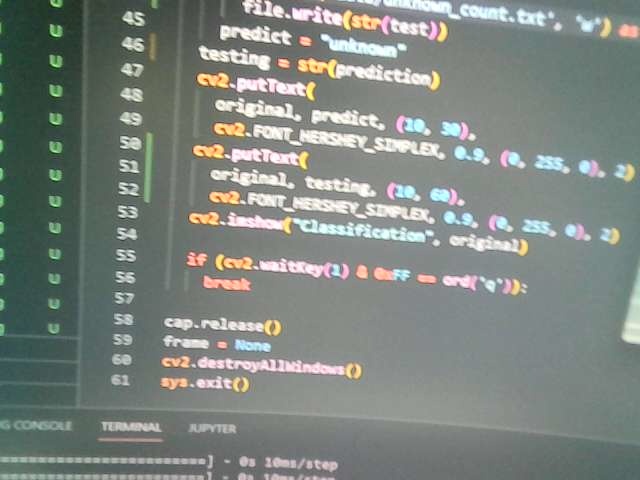 unknown_count.txt', 'w') as
45 file.write(str(test))
46 predict = "unknown"
47 testing = str(prediction)
48 cv2.putText(
49 original, predict, (10, 30),
50 cv2.FONT_HERSHEY_SIMPLEX, 0.9, (0, 255, 0), 2)
51 cv2.putText(
52 original, testing, (10, 60),
53 cv2.FONT_HERSHEY_SIMPLEX, 0.9, (0, 255, 0), 2)
54 cv2.imshow("Classification", original)
55 if (cv2.waitKey(1) & 0xFF == ord('q')):
56 break
57
58 cap.release()
59 frame = None
60 cv2.destroyAllWindows()
61 sys.exit()
U
U
U
U
U
U
U
U
U
U
U
U
G CONSOLE TERMINAL JUPYTER
=======================] - 0s 10ms/step
=======================] - 0s 10ms/step